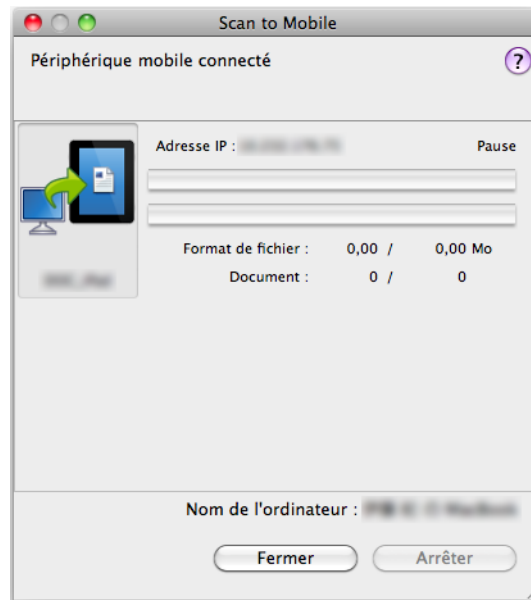 Scan to Mobile
Périphérique mobile connecté
?
Adresse IP : Pause
Format de fichier : 0,00 / 0,00 Mo
Document : 0 / 0
Nom de l'ordinateur : MacBook
Fermer Arrêter